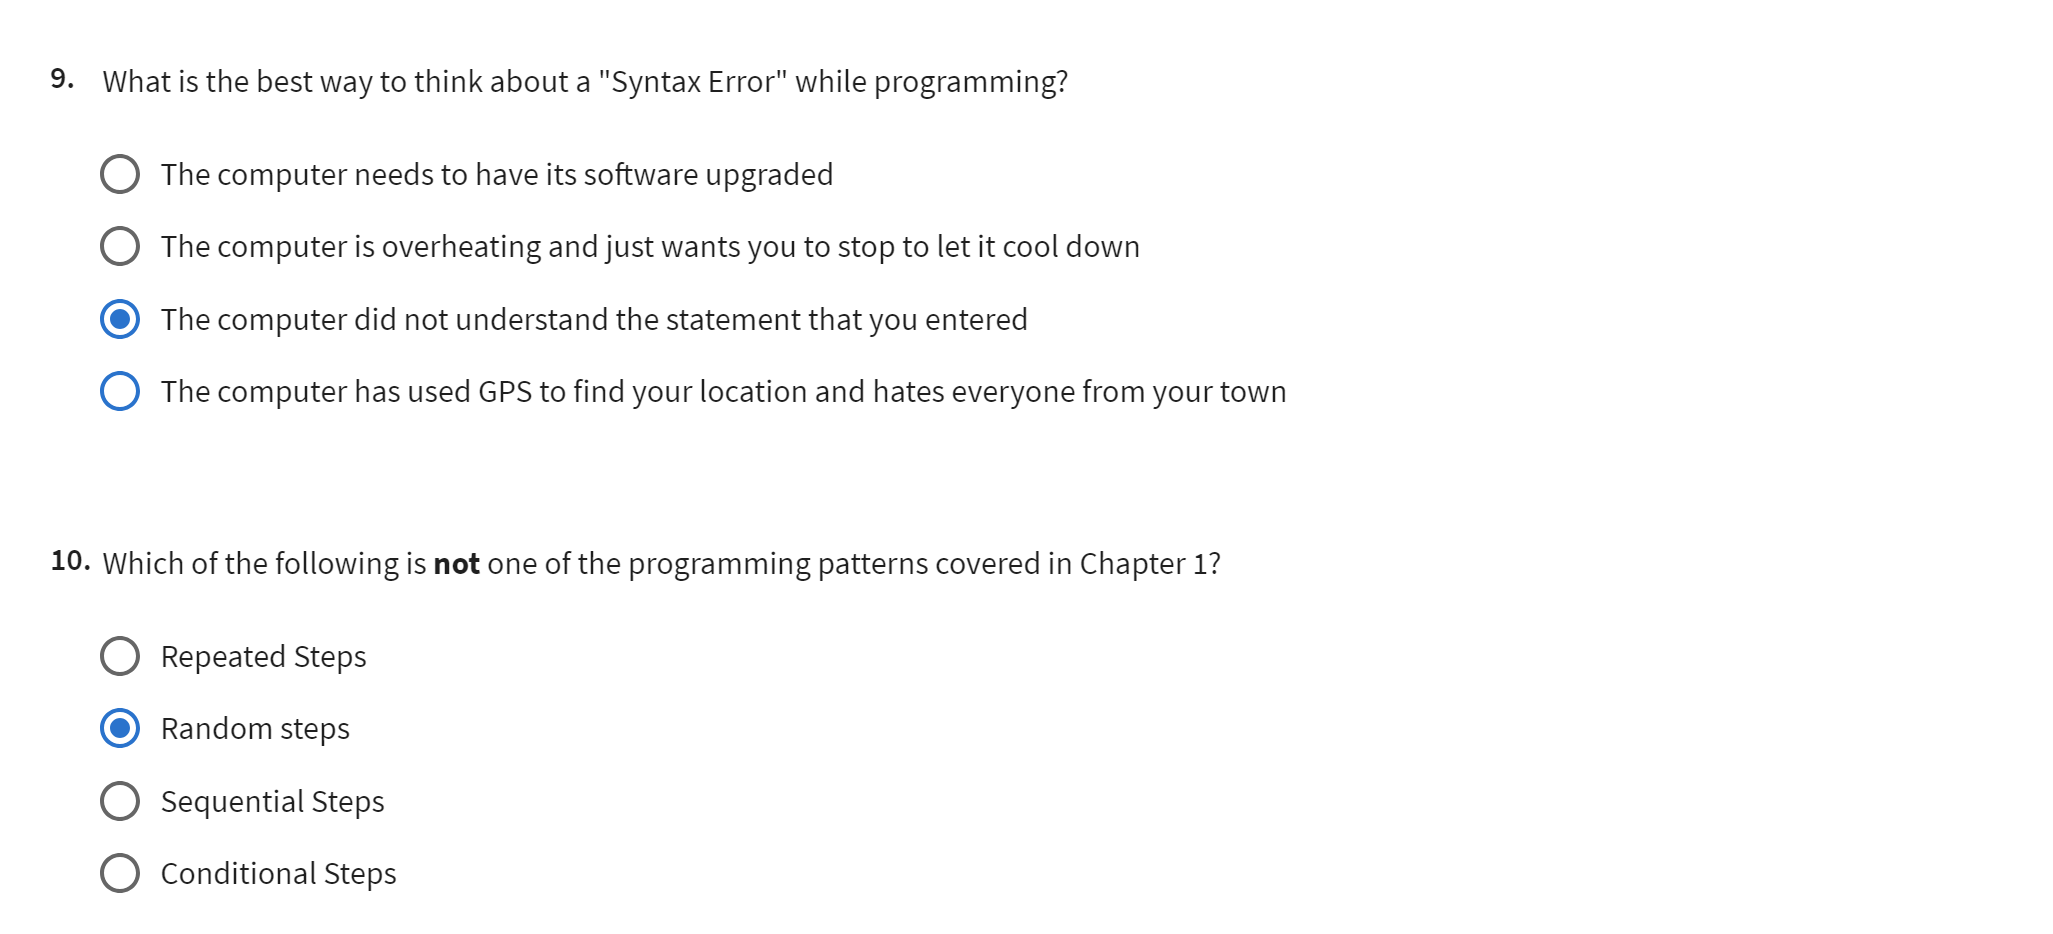 9. What is the best way to think about a "Syntax Error" while programming?
The computer needs to have its software upgraded
The computer is overheating and just wants you to stop to let it cool down
The computer did not understand the statement that you entered
The computer has used GPS to find your location and hates everyone from your town
10. Which of the following is not one of the programming patterns covered in Chapter 1?
Repeated Steps
Random steps
Sequential Steps
Conditional Steps